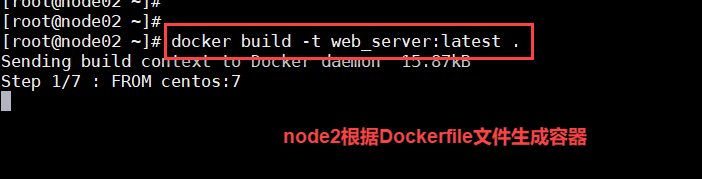 [root@node02 ~]#
[root@node02 ~]#
[root@node02 ~]# docker build -t web_server:latest .
Sending build context to Docker daemon  15.87kB
Step 1/7 : FROM centos:7
node2根据Dockerfile文件生成容器